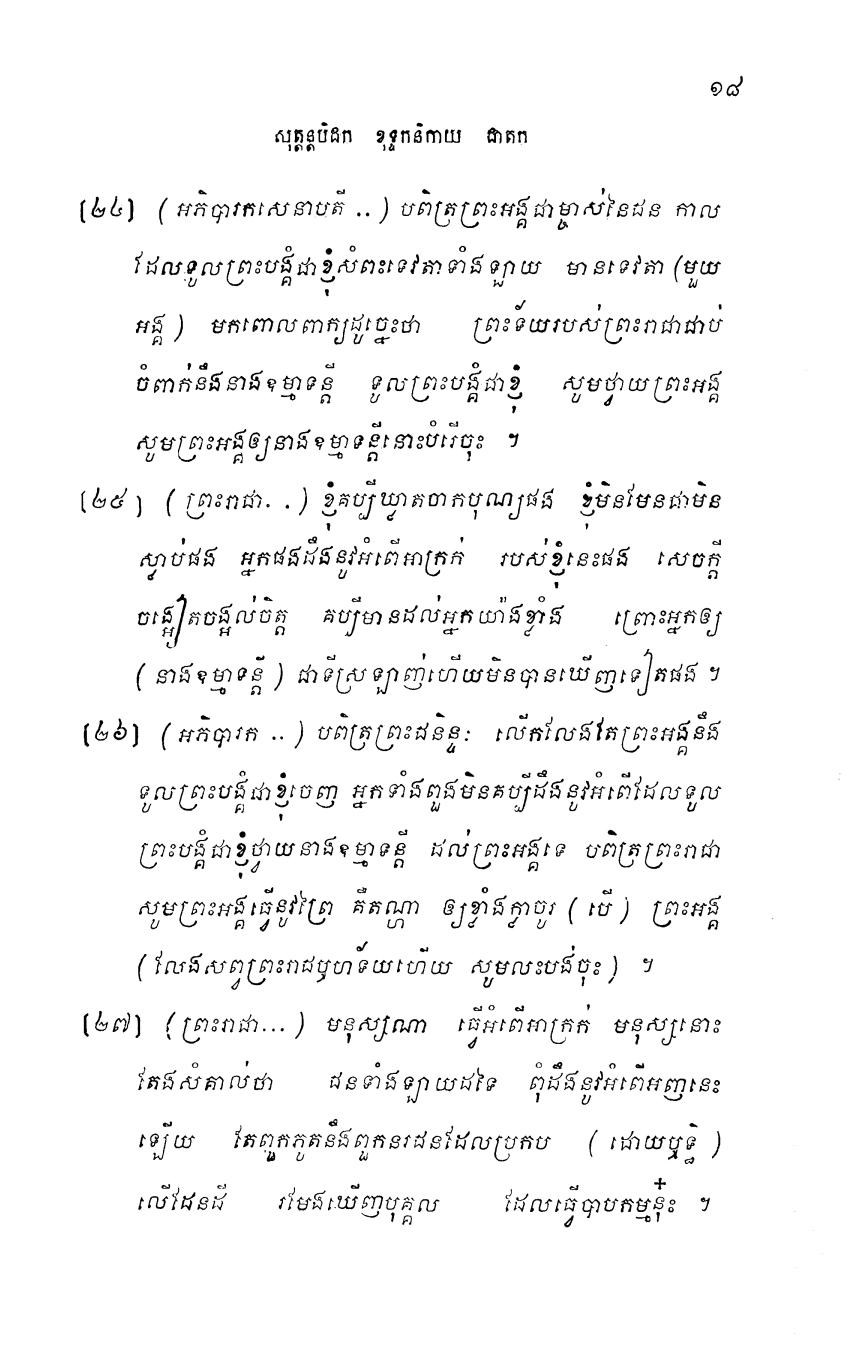 ១៨
សុត្តន្តបិដក ខុទ្ទកនិកាយ ជាតក
[២៤] (អភិបារកសេនាបតី ..) បពិត្រព្រះអង្គជាម្ចាស់នៃជន កាល
ដែលទូលព្រះបង្គំជាខ្ញុំសំពះទេវតាទាំងឡាយ មានទេវតា (មួយ
អង្គ) មកពោលពាក្យដូច្នេះថា ព្រះទ័យរបស់ព្រះរាជាជាប់
ចំពាក់នឹងនាងឧម្មាទន្តី ទូលព្រះបង្គំជាខ្ញុំ សូមថ្វាយព្រះអង្គ
សូមព្រះអង្គឲ្យនាងឧម្មាទន្តីនោះបំរើចុះ ។
[២៥] (ព្រះរាជា. .) ខ្ញុំគប្បីឃ្លាតចាកបុណ្យផង ខ្ញុំមិនមែនជាមិន
ស្លាប់ផង អ្នកផងដឹងនូវអំពើអាក្រក់ របស់ខ្ញុំនេះផង សេចក្តី
ចង្អៀតចង្អល់ចិត្ត គប្បីមានដល់អ្នកយ៉ាងខ្លាំង ព្រោះអ្នកឲ្យ
(នាងឧម្មាទន្តី) ជាទីស្រឡាញ់ហើយមិនបានឃើញទៀតផង ។
[២៦] (អភិបារក ..) បពិត្រព្រះជនិន្ទៈ លើកលែងតែព្រះអង្គនឹង
ទូលព្រះបង្គំជាខ្ញុំចេញ អ្នកទាំងពួងមិនគប្បីដឹងនូវអំពើដែលទូល
ព្រះបង្គំជាខ្ញុំថ្វាយនាងឧម្មាទន្តី ដល់ព្រះអង្គទេ បពិត្រព្រះរាជា
សូមព្រះអង្គធ្វើនូវព្រៃ គឺតណ្ហា ឲ្យខ្លាំងក្លាចូរ (បើ) ព្រះអង្គ
(លែងសព្វព្រះរាជឫហទ័យហើយ សូមលះបង់ចុះ) ។
[២៧] (ព្រះរាជា...) មនុស្សណា ធ្វើអំពើអាក្រក់ មនុស្សនោះ
តែងសំគាល់ថា ជនទាំងឡាយដទៃ ពុំដឹងនូវអំពើអញនេះ
ឡើយ តែពួកភូតនឹងពួកនរជនដែលប្រកប (ដោយឫទ្ធិ)
លើផែនដី រមែងឃើញបុគ្គល ដែលធ្វើបាបកម្មនុ៎ះ ។